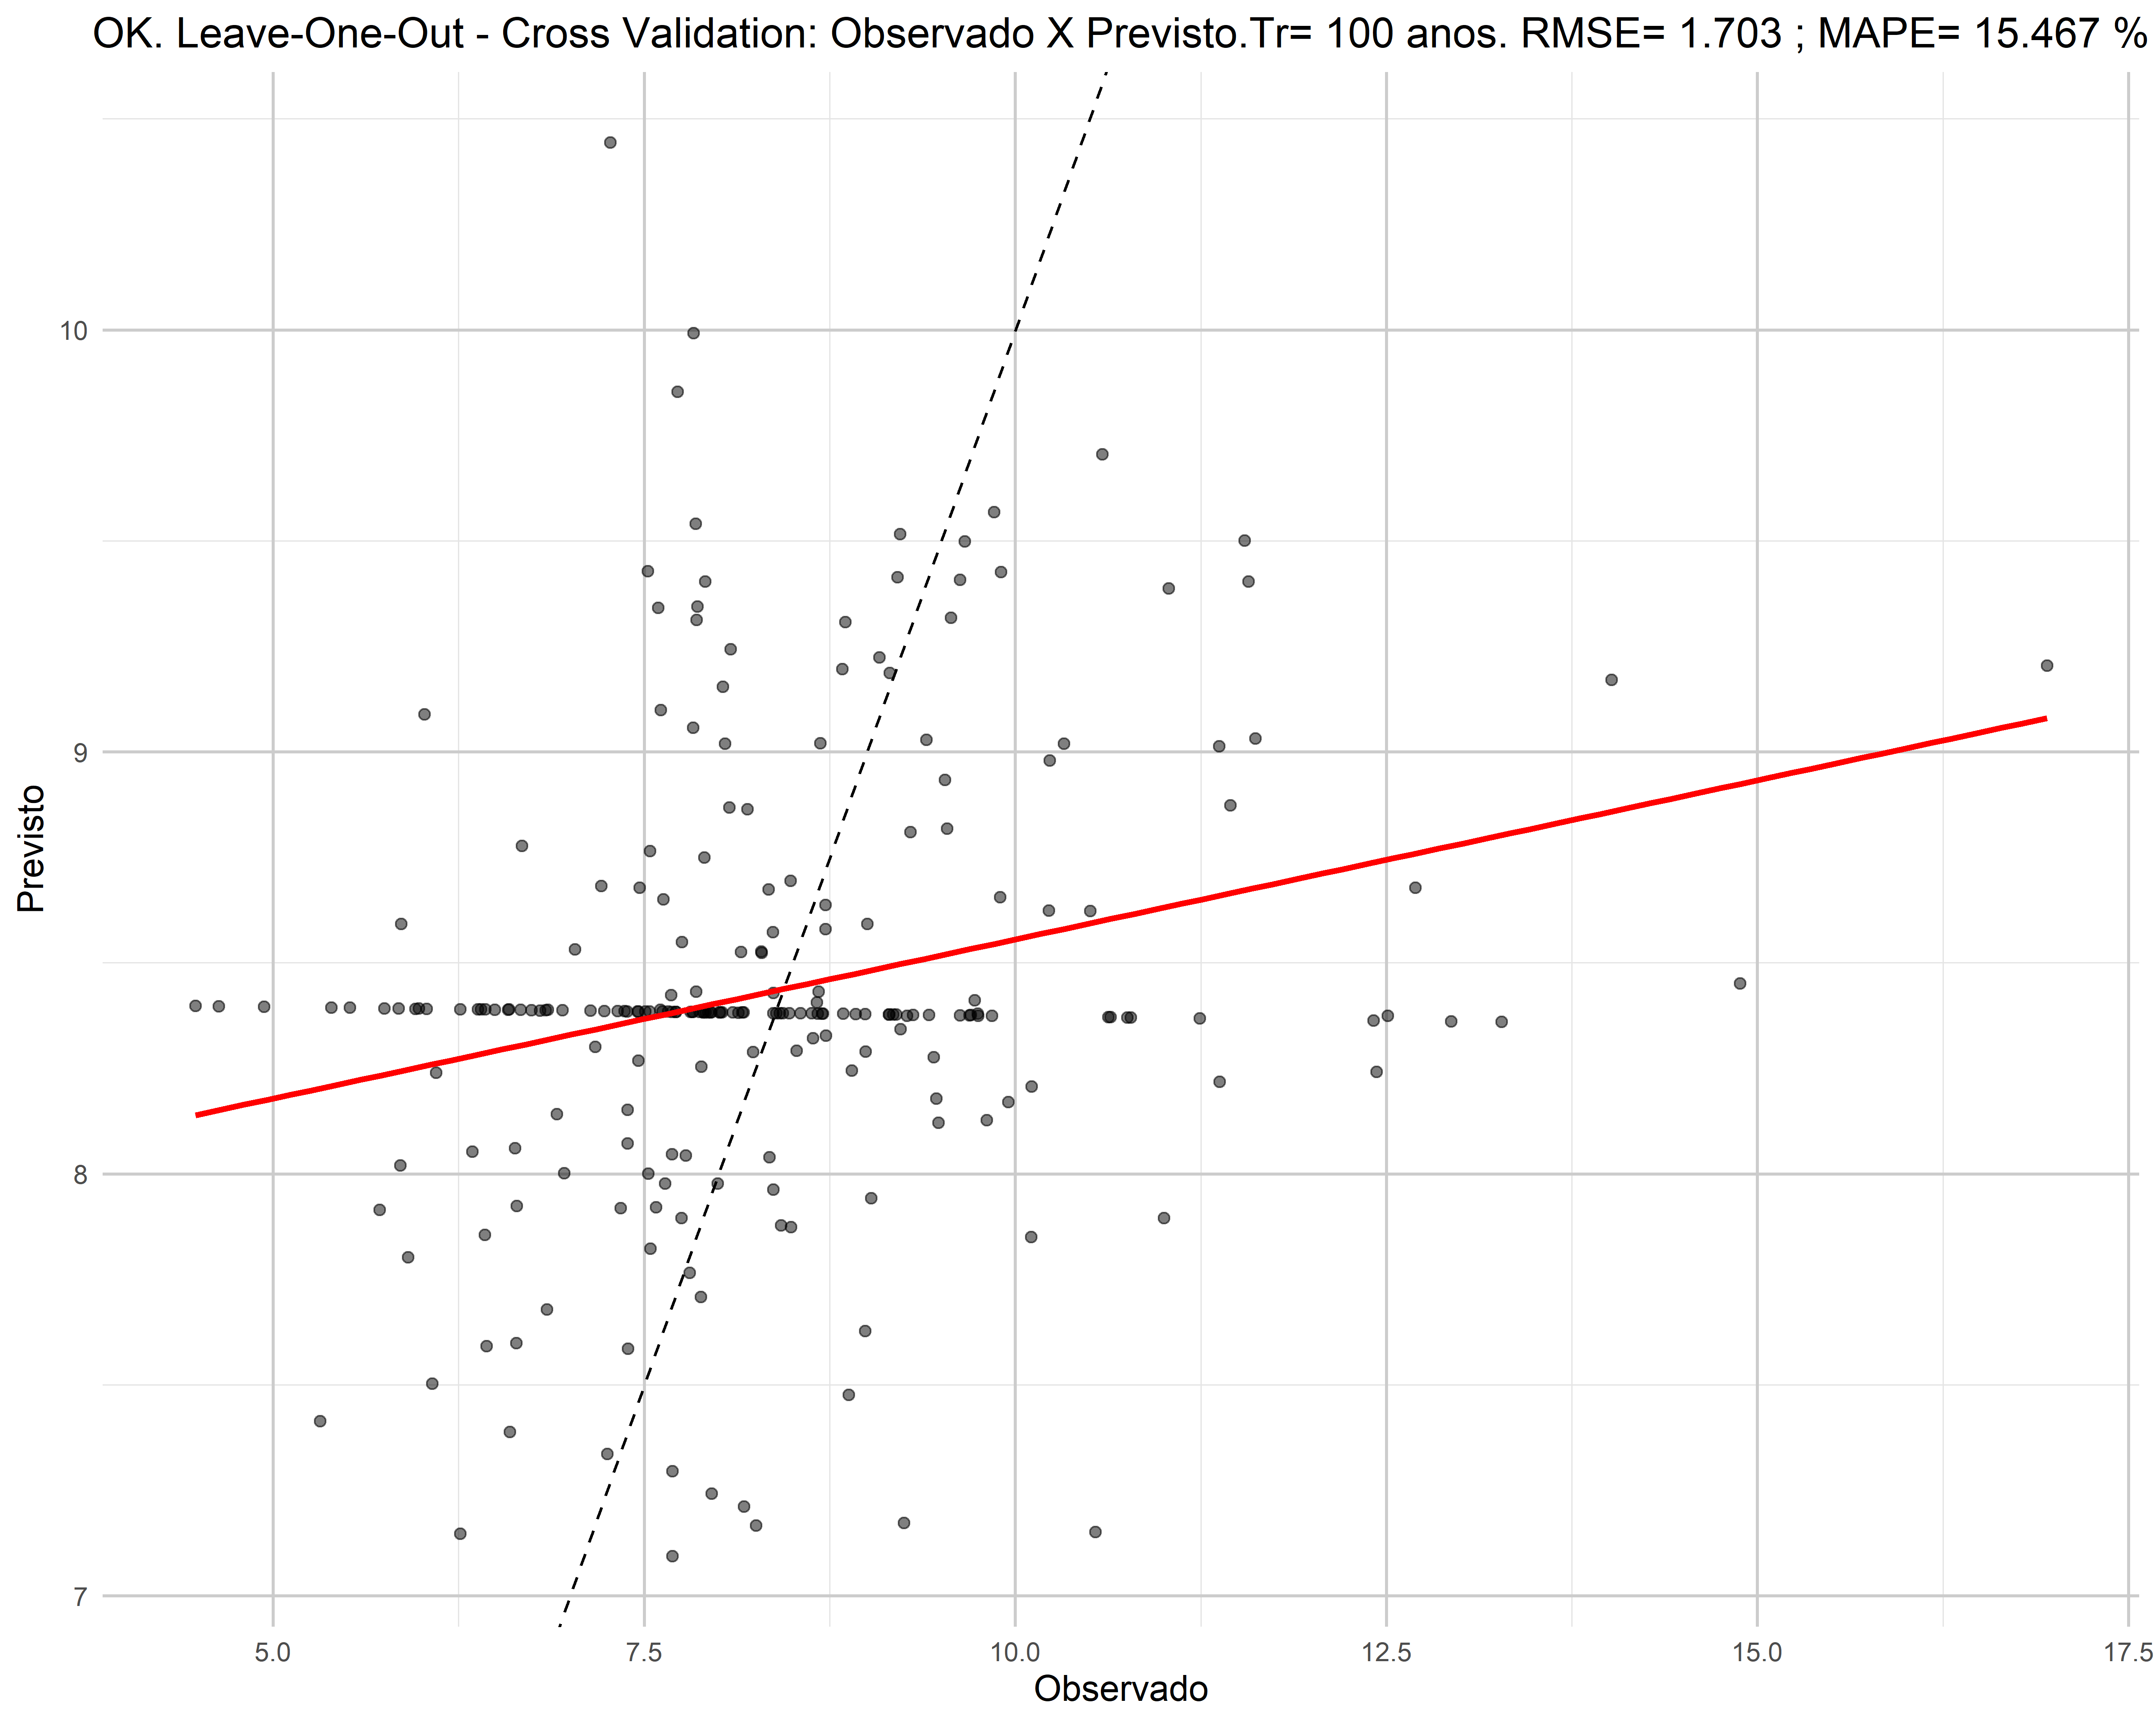 OK. Leave-One-Out - Cross Validation: Observado X Previsto.Tr= 100 anos. RMSE= 1.703 ; MAPE= 15.467 %
10
9
8
7
Previsto
5.0 7.5 10.0 12.5 15.0 17.5
Observado